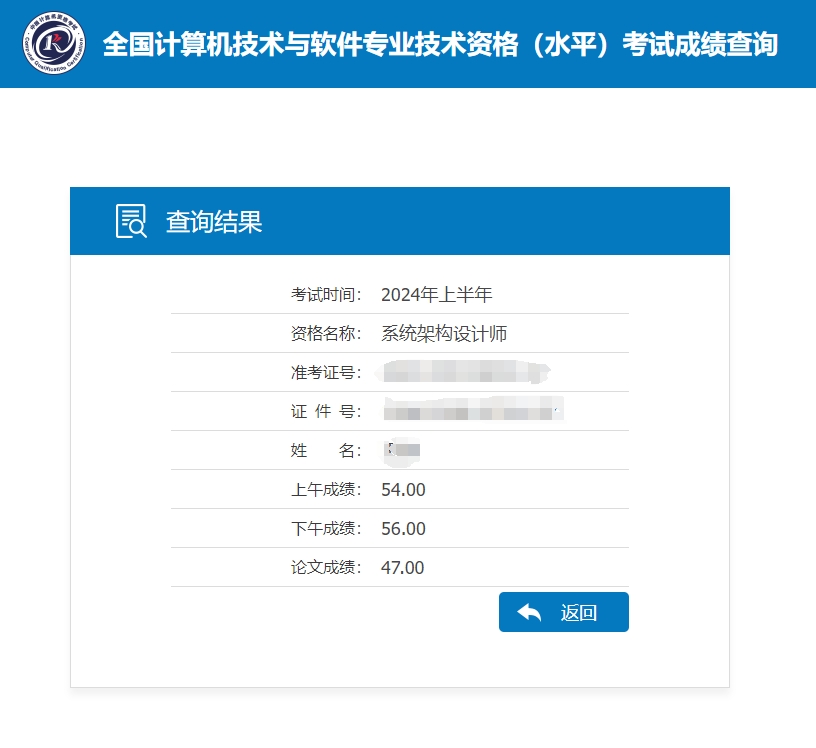 全国计算机技术与软件专业技术资格（水平）考试成绩查询
查询结果
考试时间： 2024年上半年
资格名称： 系统架构设计师
准考证号：
证 件 号：
姓 名：
上午成绩： 54.00
下午成绩： 56.00
论文成绩： 47.00
返回